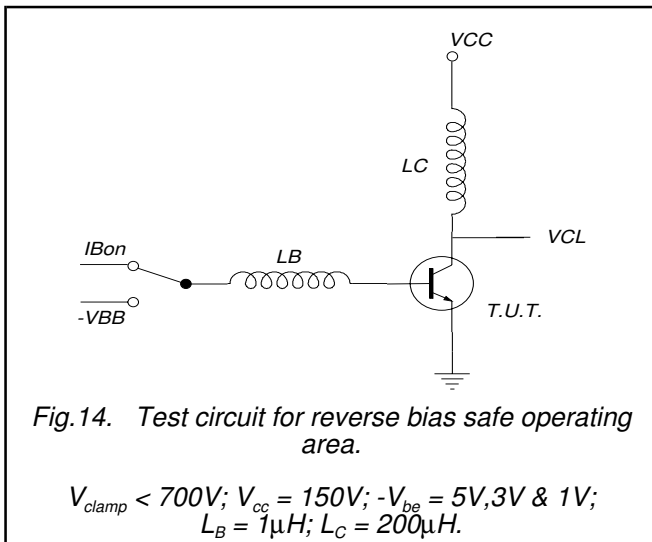 VCC
LC
IBon
LB
VCL
-VBB
T.U.T.
Fig.14. Test circuit for reverse bias safe operating
area.
Vclamp < 700V; Vcc = 150V; -Vbe = 5V,3V & 1V;
LB = 1µH; LC = 200µH.